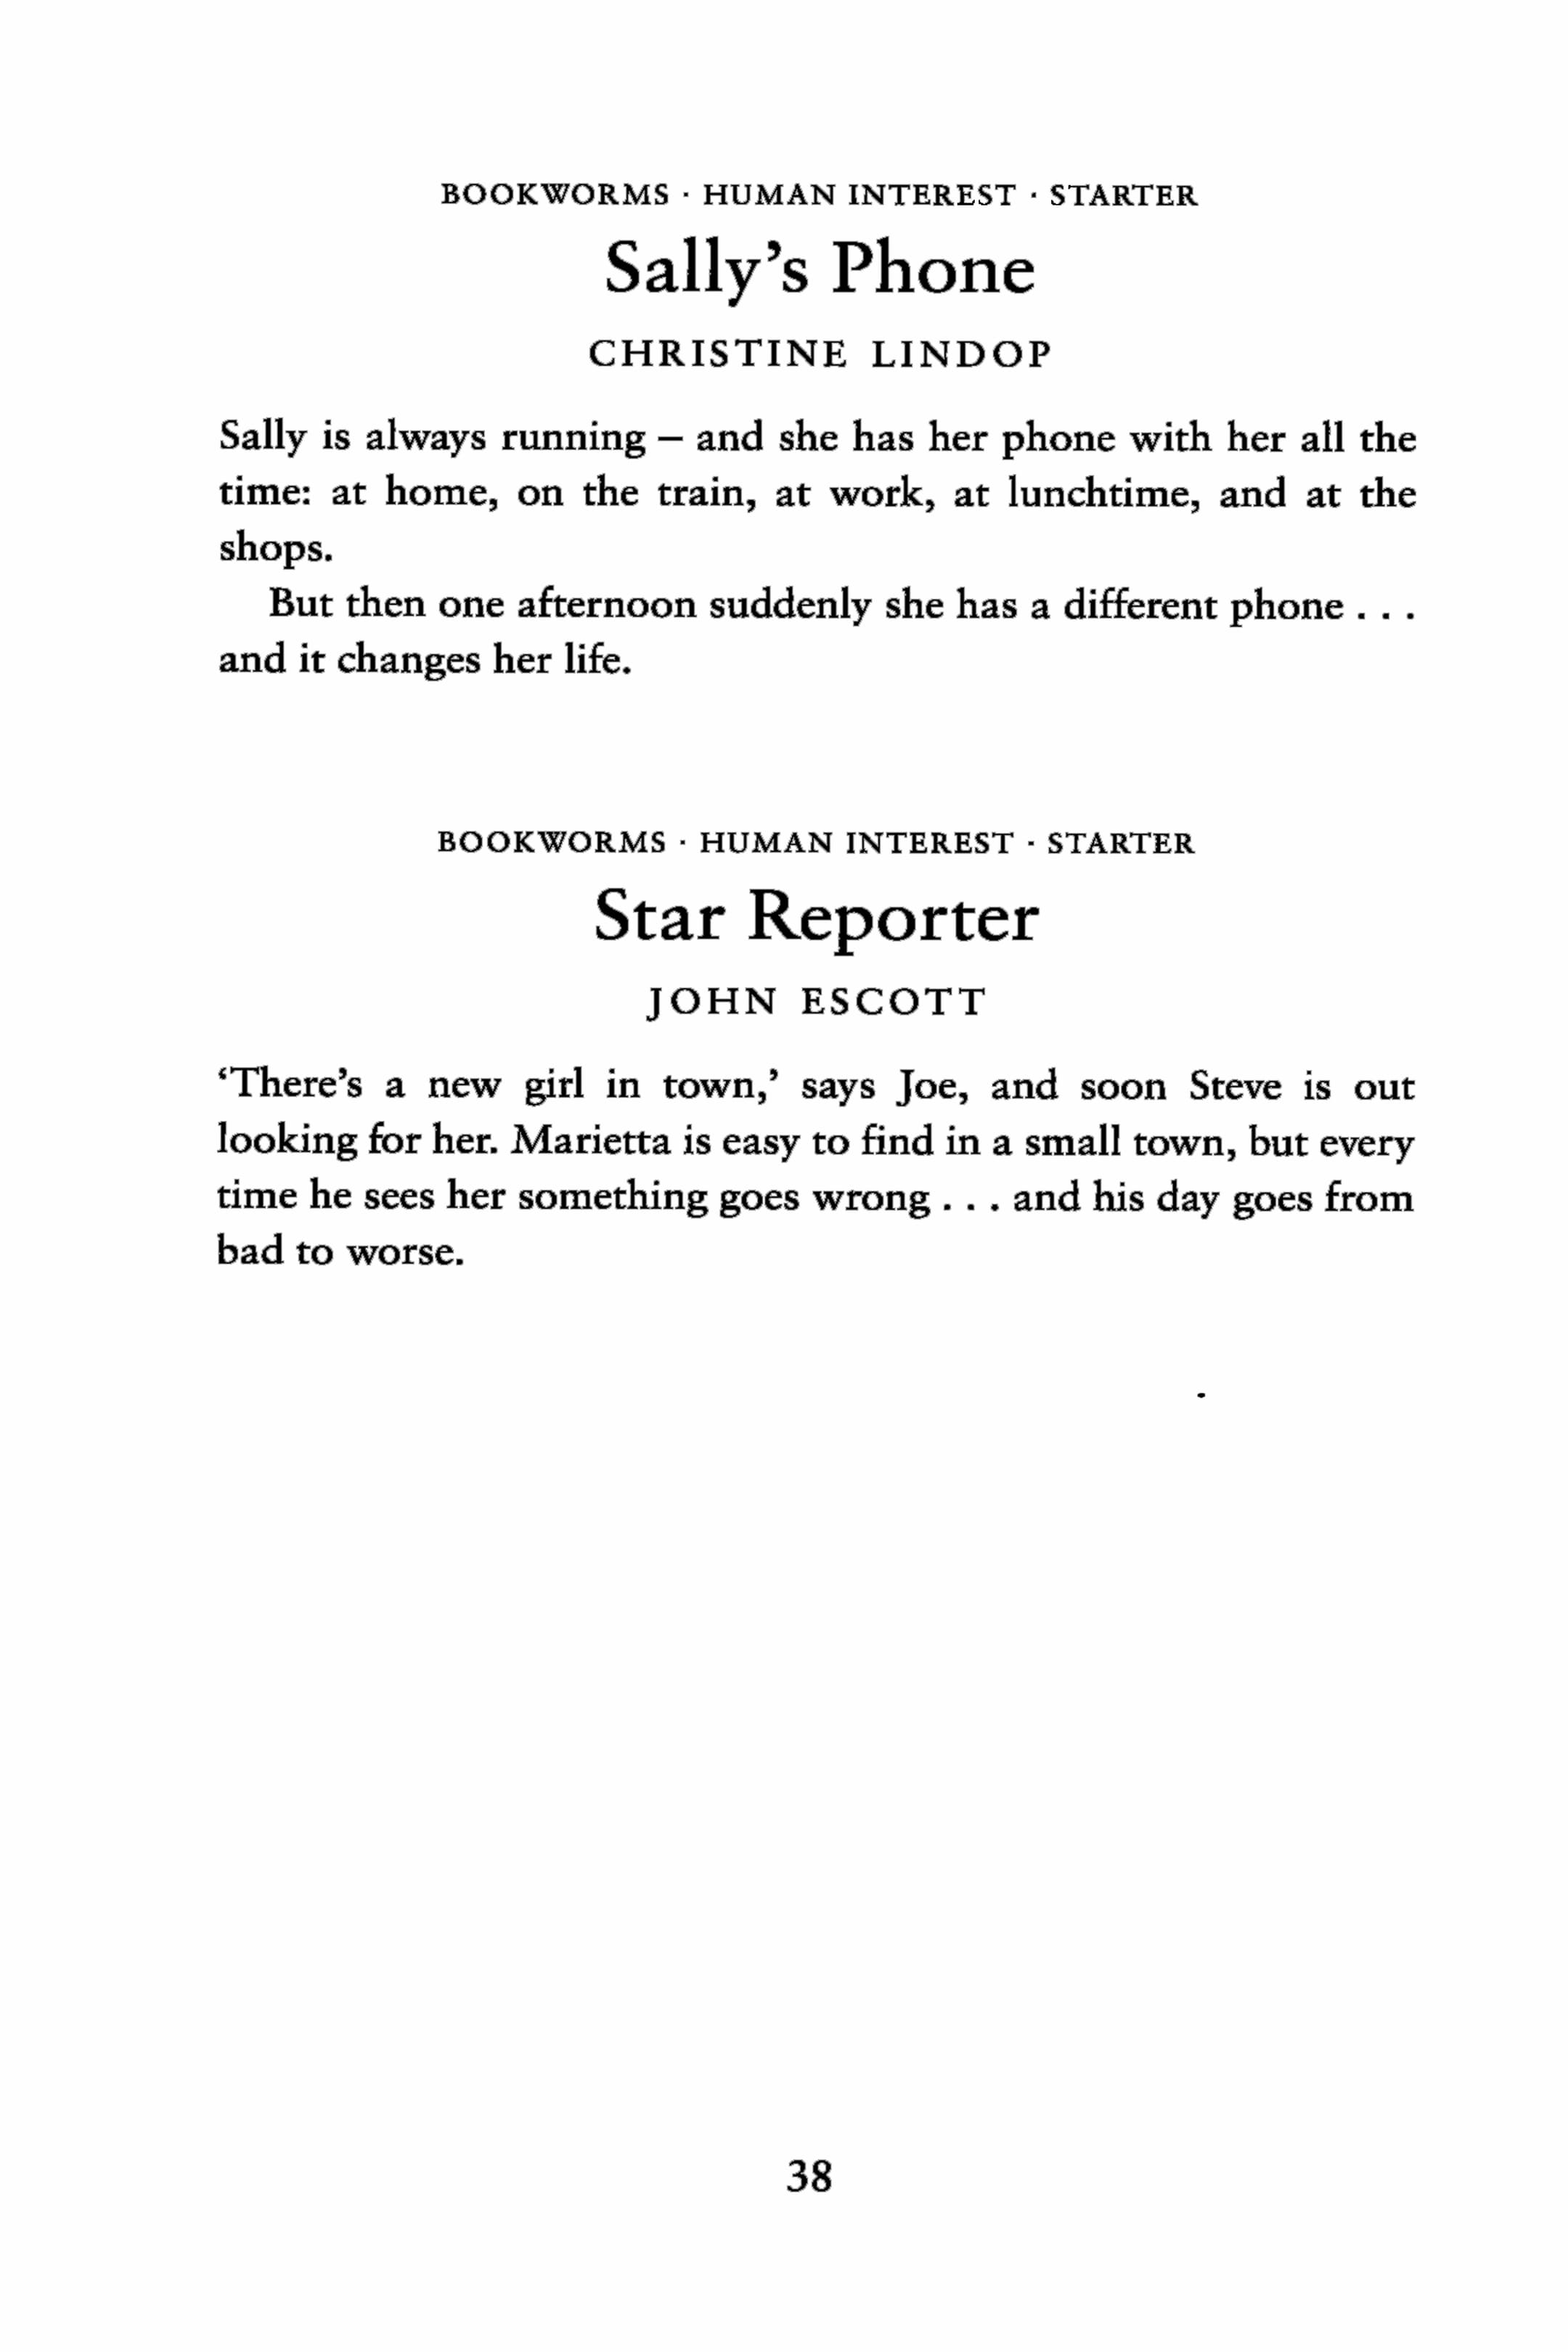 BOOKWORMS · HUMAN INTEREST · STARTER
Sally’s Phone
CHRISTINE LINDOP
Sally is always running – and she has her phone with her all the
time: at home, on the train, at work, at lunchtime, and at the
shops.
But then one afternoon suddenly she has a different phone . . .
and it changes her life.
BOOKWORMS · HUMAN INTEREST · STARTER
Star Reporter
JOHN ESCOTT
‘There’s a new girl in town,’ says Joe, and soon Steve is out
looking for her. Marietta is easy to find in a small town, but every
time he sees her something goes wrong . . . and his day goes from
bad to worse.
38